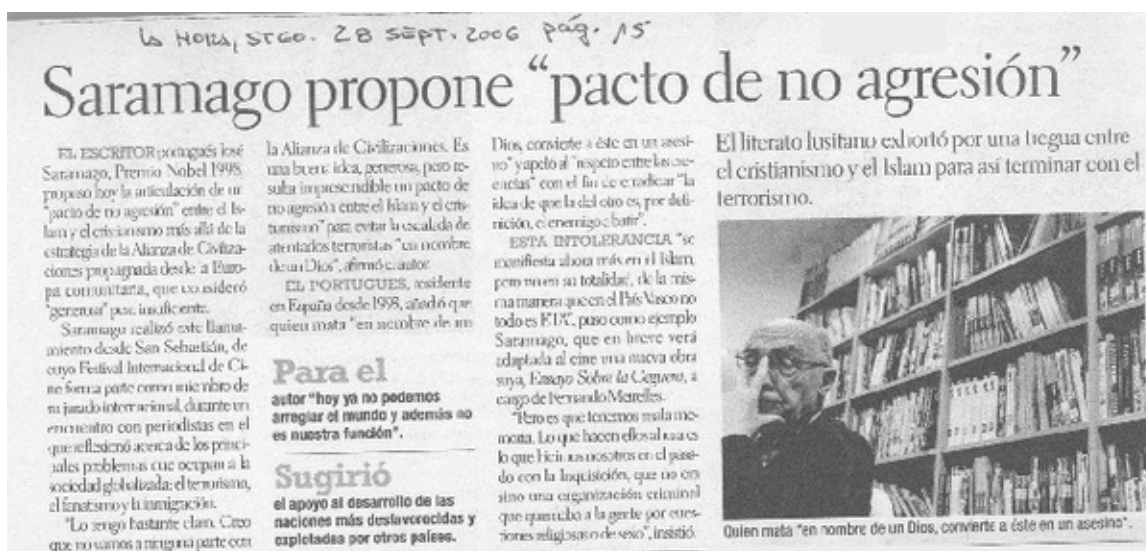 La HORA, STGO. 28 SEPT. 2006 pág. 15
Saramago propone “pacto de no agresión”
EL ESCRITOR portugués José
Saramago, Premio Nobel 1998,
propuso hoy la articulación de un
“pacto de no agresión” entre el Is-
lam y el cristianismo más allá de la
estrategia de la Alianza de Civiliza-
ciones propugnada desde la Euro-
pa comunitaria, que consideró
“generosa” pero insuficiente.
Saramago realizó este llama-
miento desde San Sebastián, de
cuyo Festival Internacional de Ci-
ne forma parte como miembro de
su jurado internacional, durante un
encuentro con periodistas en el
que reflexionó acerca de los princi-
pales problemas que ocupan a la
sociedad globalizada: el terrorismo,
el fanatismo y la inmigración.
“Lo tengo bastante claro. Creo
que no vamos a ninguna parte con
la Alianza de Civilizaciones. Es
una buena idea, generosa, pero re-
sulta imprescindible un pacto de
no agresión entre el Islam y el cris-
tianismo” para evitar la escalada de
atentados terroristas “en nombre
de un Dios”, afirmó el autor.
EL PORTUGUES, residente
en España desde 1998, añadió que
quien mata “en nombre de un
Para el
autor “hoy ya no podemos
arreglar el mundo y además no
es nuestra función”.
Sugirió
el apoyo al desarrollo de las
naciones más desfavorecidas y
explotadas por otros países.
Dios, convierte a éste en un asesi-
no” y apeló al “respeto entre las cre-
encias” con el fin de erradicar “la
idea de que la del otro es, por defi-
nición, el enemigo a batir”.
ESTA INTOLERANCIA “se
manifiesta ahora más en el Islam,
pero no en su totalidad, de la mis-
ma manera que en el País Vasco no
todo es ETA”, puso como ejemplo
Saramago, que en breve verá
adaptada al cine una nueva obra
suya, Ensayo Sobre la Ceguera, a
cargo de Fernando Meirelles.
“Pero es que tenemos mala me-
moria. Lo que hacen ellos ahora es
lo que hicimos nosotros en el pasa-
do con la Inquisición, que no era
sino una organización criminal
que quemaba a la gente por cues-
tiones religiosas o de sexo”, insistió.
El literato lusitano exhortó por una tregua entre
el cristianismo y el Islam para así terminar con el
terrorismo.
Quien mata “en nombre de un Dios, convierte a éste en un asesino”.